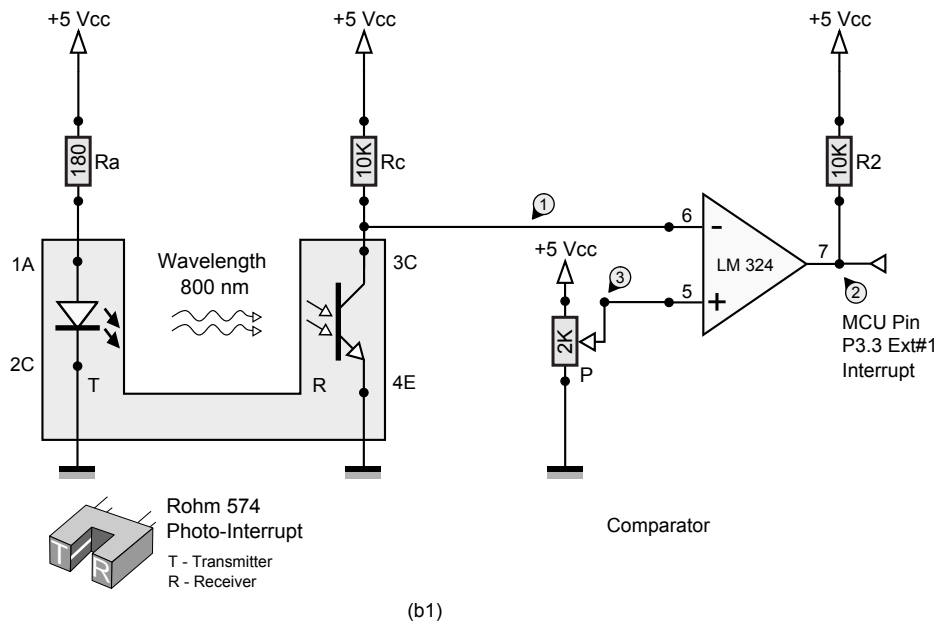 +5 Vcc
+5 Vcc
+5 Vcc
180
Ra
10K
Rc
10K
R2
1
6
-
+5 Vcc
3
7
LM 324
2
5
+
1A
Wavelength
800 nm
3C
2K
P
MCU Pin
P3.3 Ext#1
Interrupt
2C
T
R
4E
Rohm 574
Photo-Interrupt
T - Transmitter
R - Receiver
T
R
Comparator
(b1)